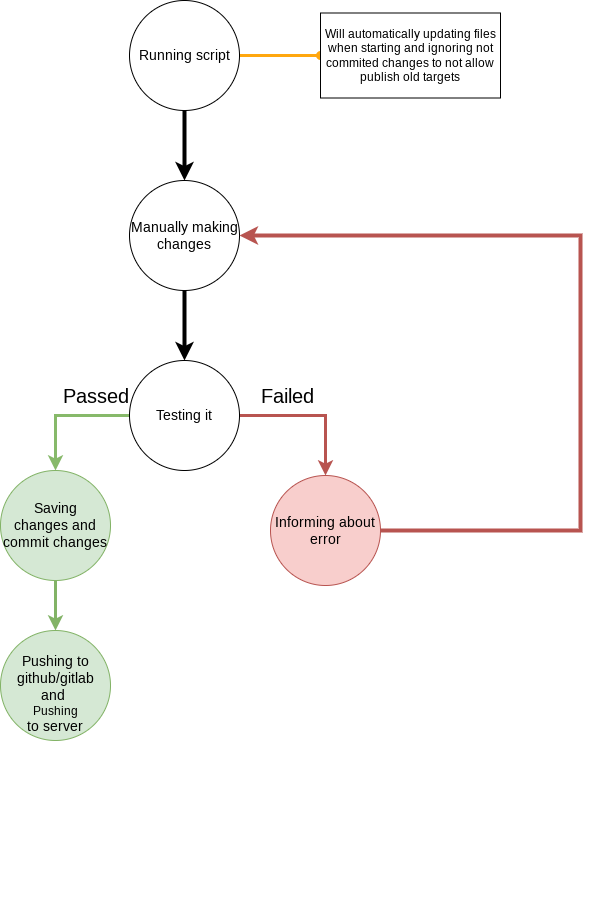 Running script
Will automatically updating files
when starting and ignoring not
commited changes to not allow
publish old targets
Manually making
changes
Passed
Failed
Testing it
Saving
changes and
commit changes
Informing about
error
Pushing to
github/gitlab
and
Pushing
to server